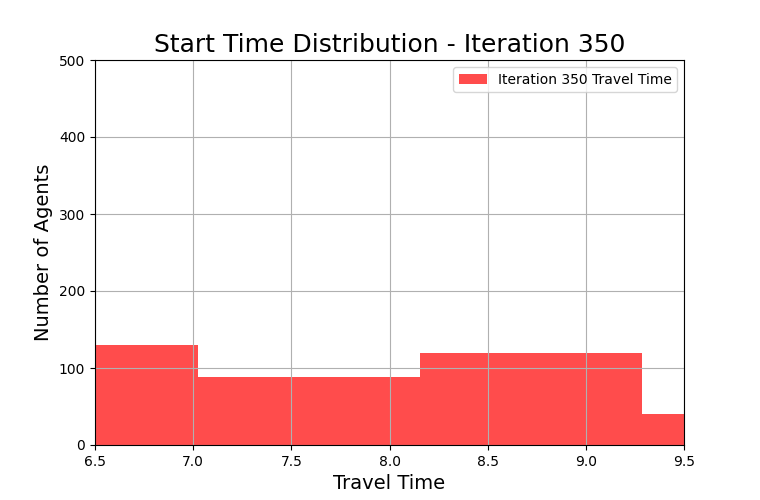 Start Time Distribution - Iteration 350
Iteration 350 Travel Time
Number of Agents
500
400
300
200
100
0
6.5 7.0 7.5 8.0 8.5 9.0 9.5
Travel Time